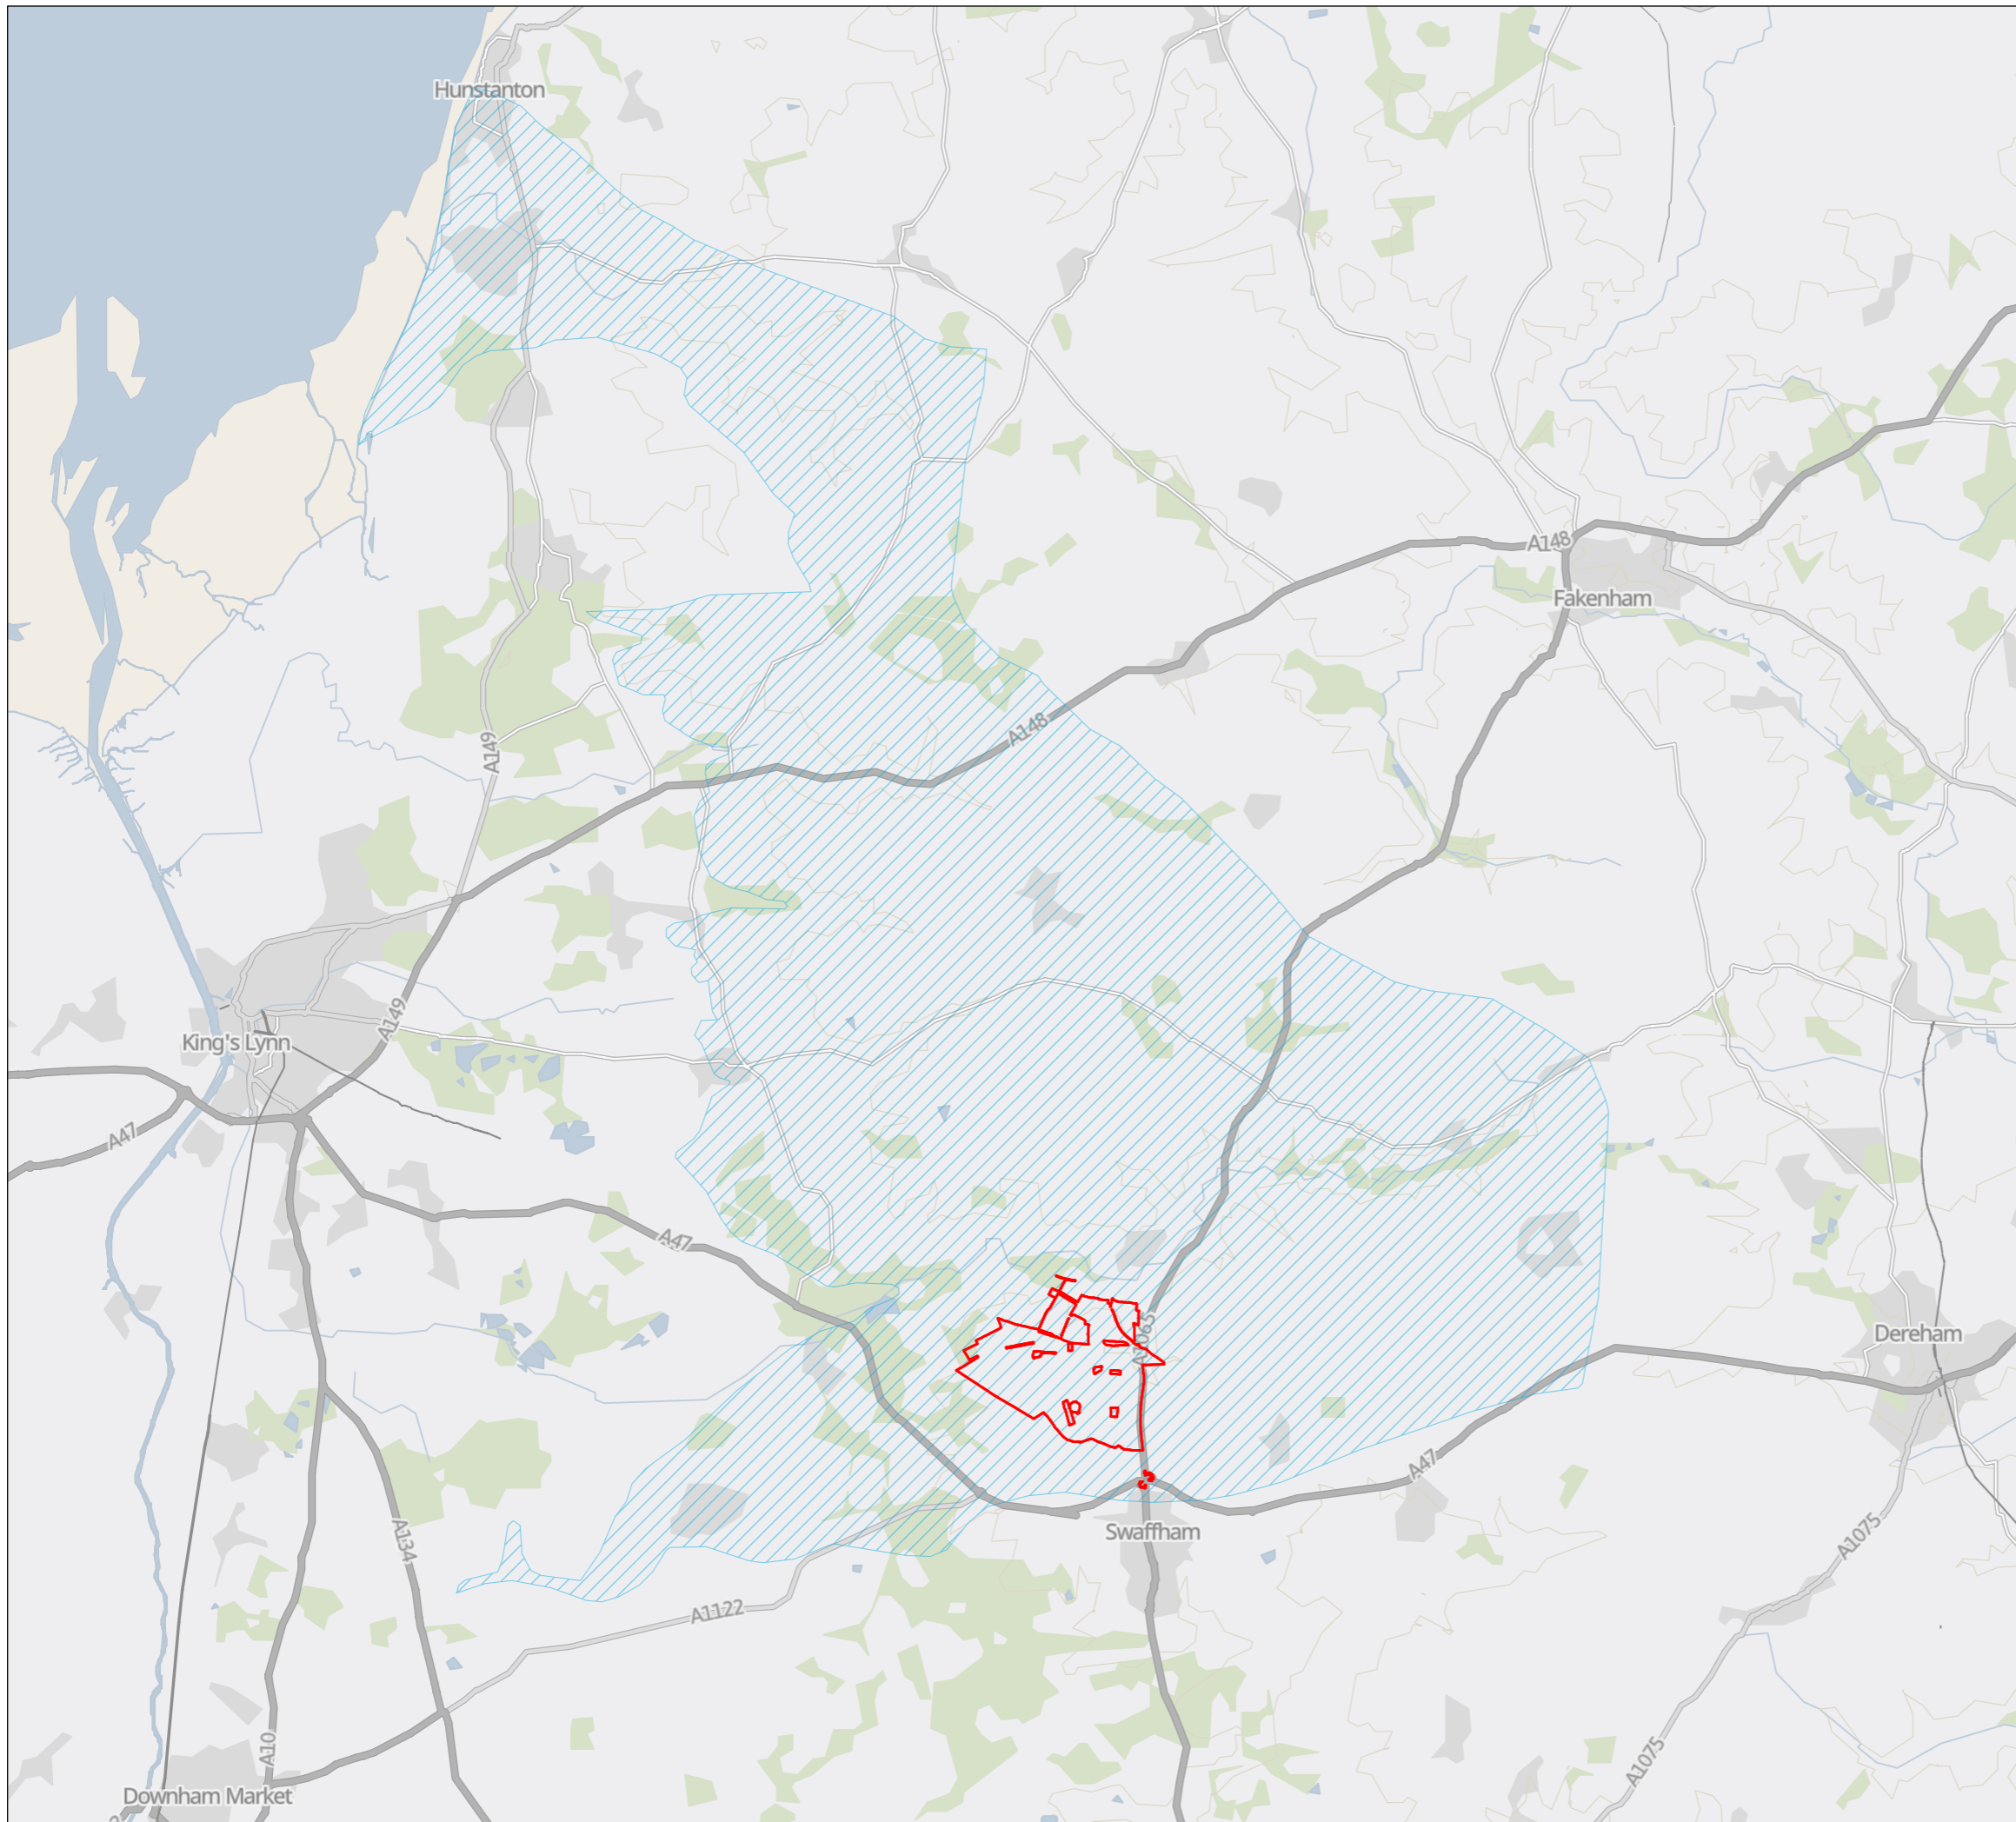 Hunstanton
A148
Fakenham
A148
A149
A149
King's Lynn
A47
A47
A1065
Dereham
A47
Swaffham
A134
A1075
A1122
A10
A1075
Downham Market